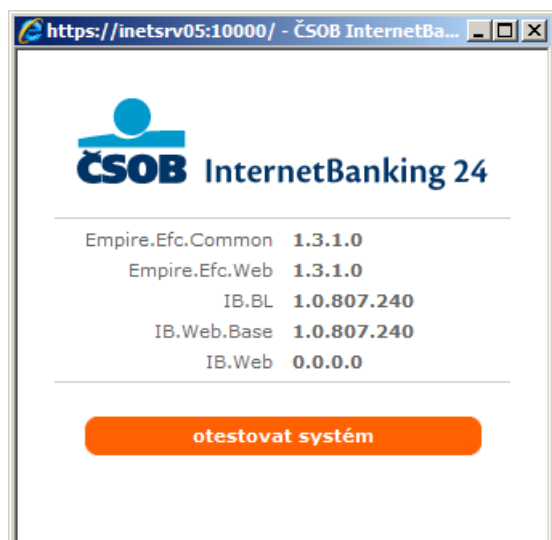 https://inetsrv05:10000/ - ČSOB InternetBa...
ČSOB InternetBanking 24
Empire.Efc.Common 1.3.1.0
Empire.Efc.Web 1.3.1.0
IB.BL 1.0.807.240
IB.Web.Base 1.0.807.240
IB.Web 0.0.0.0
otestovat systém